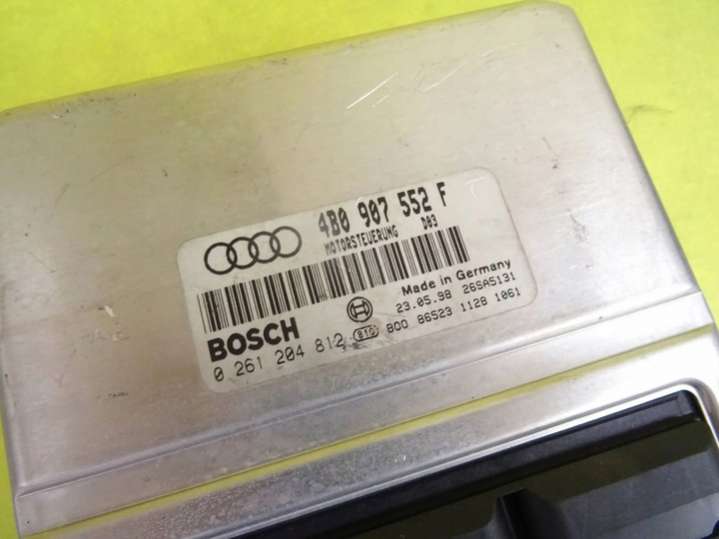 4B0 907 552 F
MOTORSTEUERUNG D03
Made in Germany
BOSCH 23.05.98 26SA5131
0 261 204 812 810 800 86523 1128 1061